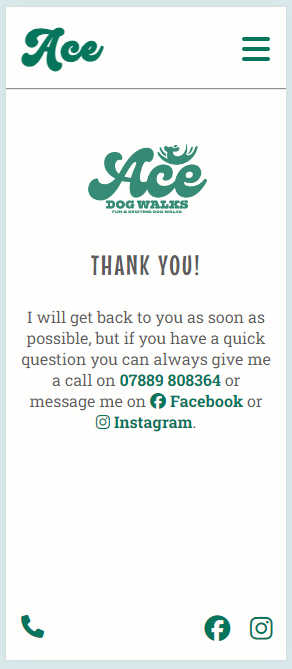 Ace
Ace
DOG WALKS
FUN & EXCITING DOG WALKS
THANK YOU!
I will get back to you as soon as
possible, but if you have a quick
question you can always give me
a call on 07889 808364 or
message me on Facebook or
Instagram.